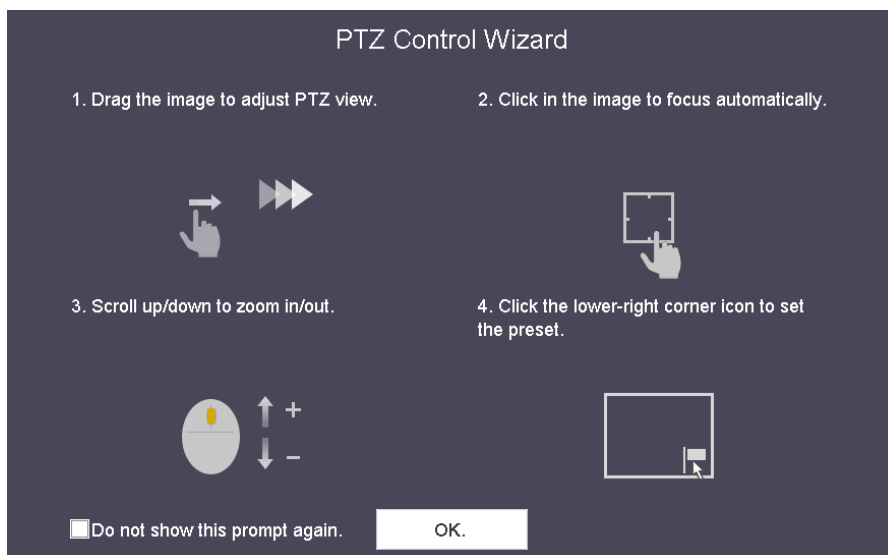 PTZ Control Wizard
1. Drag the image to adjust PTZ view.
2. Click in the image to focus automatically.
3. Scroll up/down to zoom in/out.
4. Click the lower-right corner icon to set
the preset.
Do not show this prompt again.
OK.